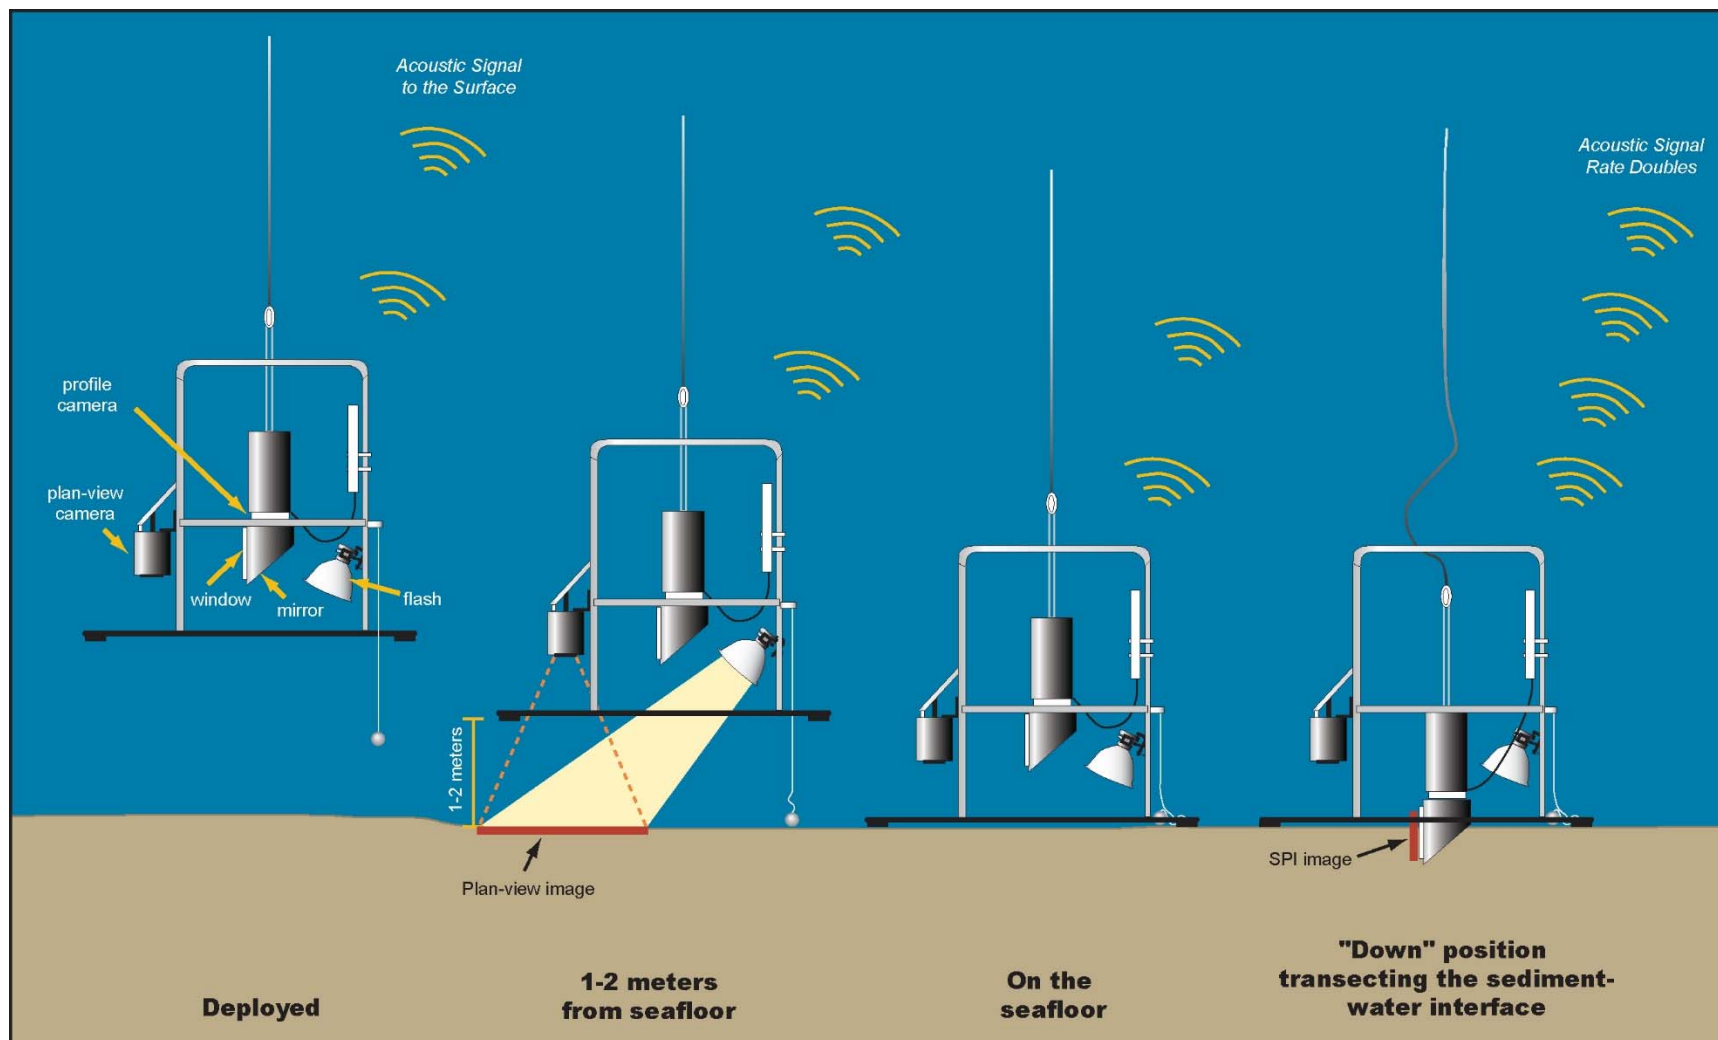 Acoustic Signal
to the Surface
Acoustic Signal
Rate Doubles
profile
camera
plan-view
camera
window
mirror
flash
1-2 meters
Plan-view image
SPI image
Deployed
1-2 meters
from seafloor
On the
seafloor
"Down" position
transecting the sediment-
water interface